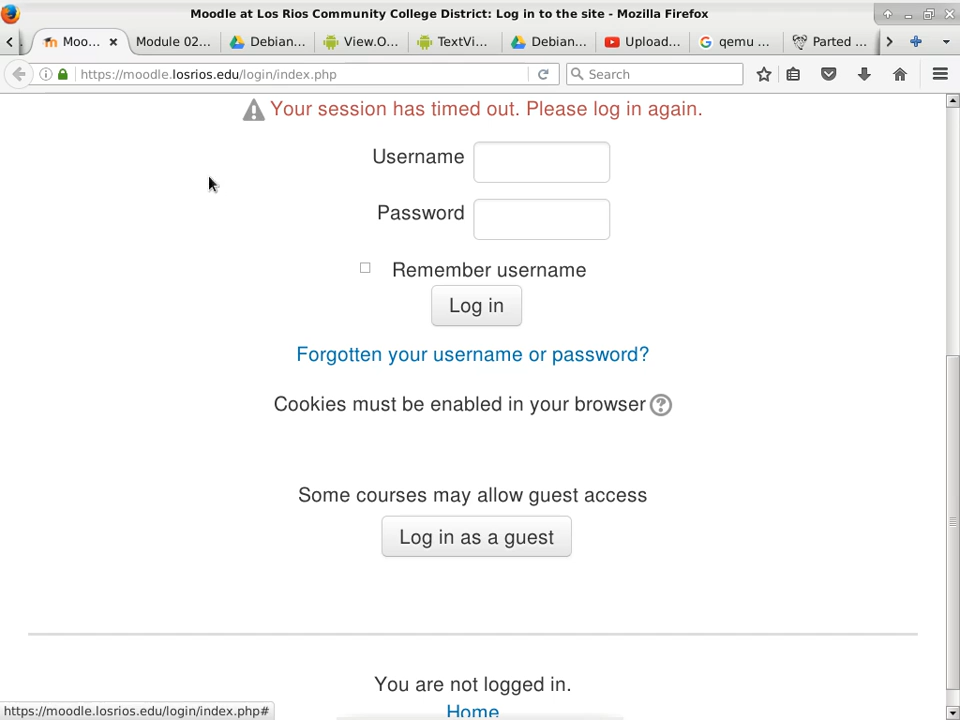 Moodle at Los Rios Community College District: Log in to the site - Mozilla Firefox
Moo... Module 02... Debian... View.O... TextVi... Debian... Upload... qemu ... Parted ...
https://moodle.losrios.edu/login/index.php Search
Your session has timed out. Please log in again.
Username
Password
Remember username
Log in
Forgotten your username or password?
Cookies must be enabled in your browser
Some courses may allow guest access
Log in as a guest
You are not logged in.
Home
https://moodle.losrios.edu/login/index.php#